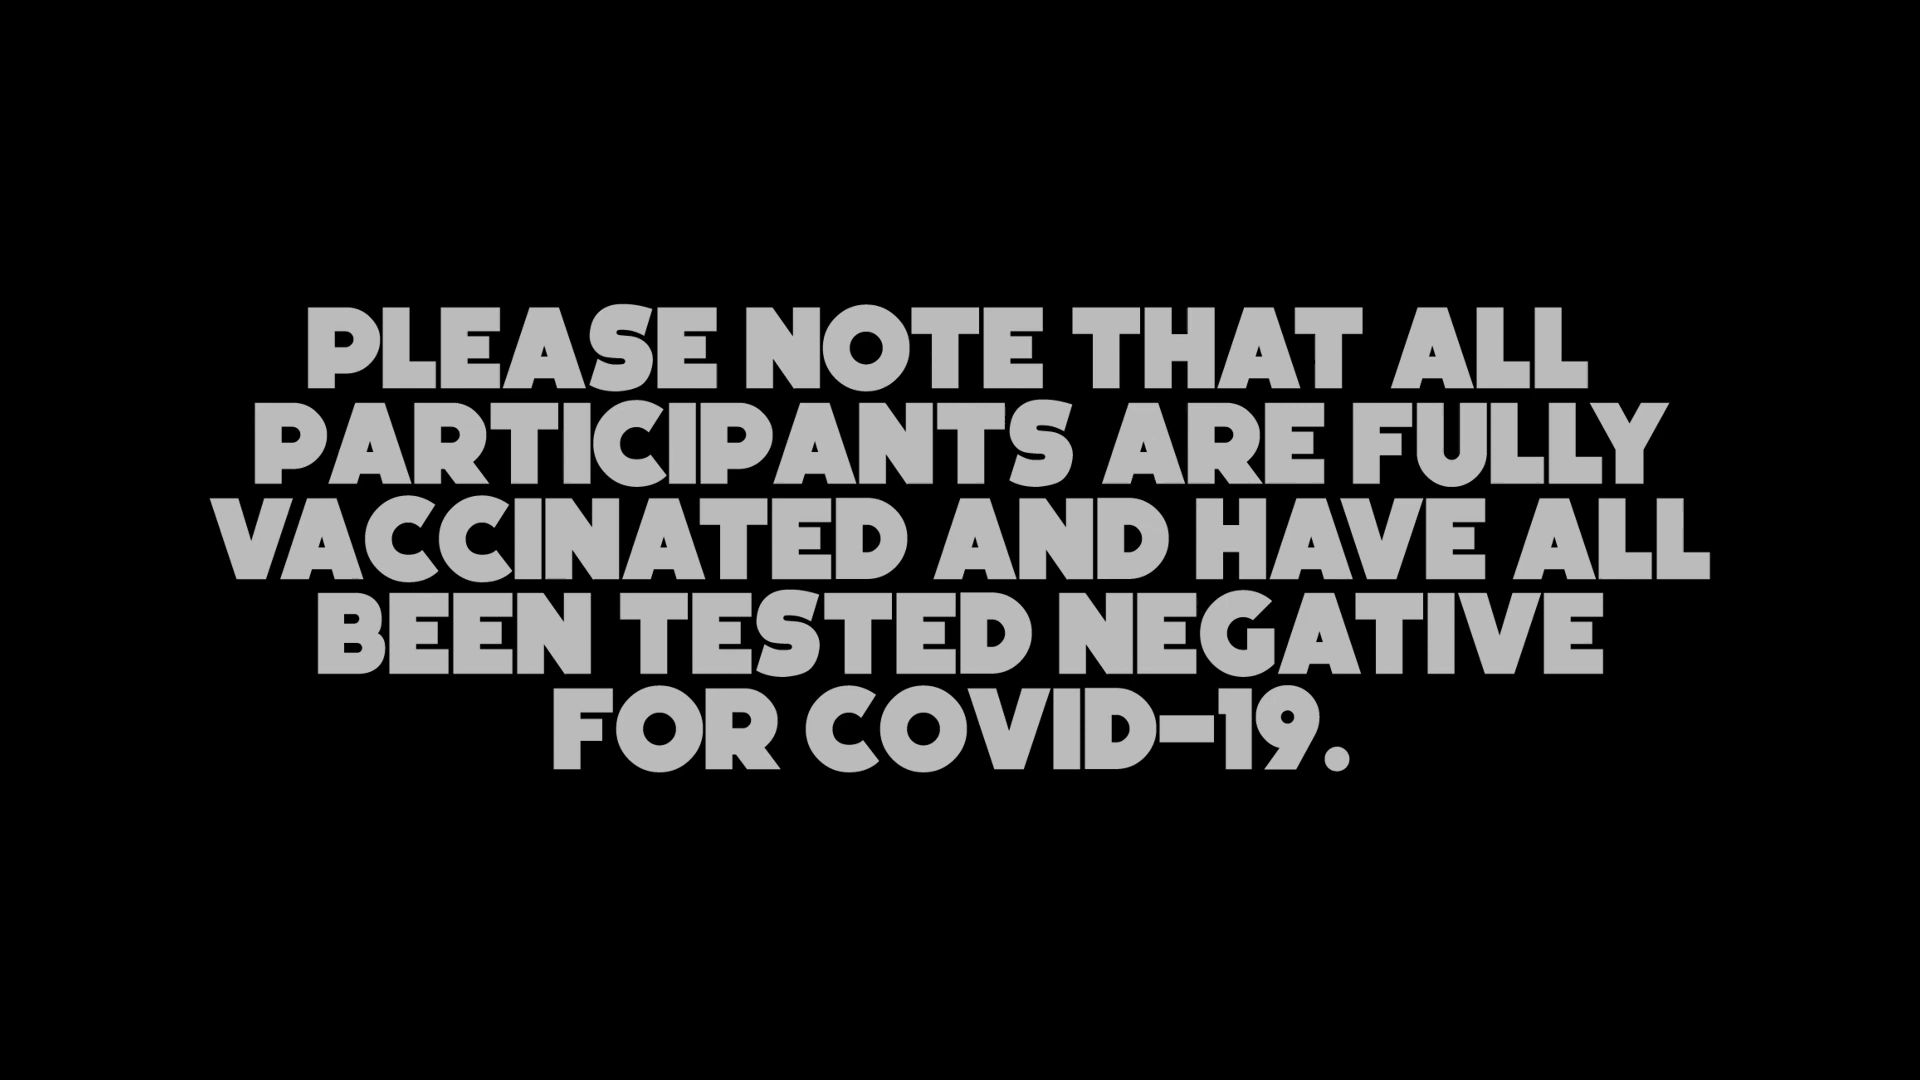 PLEASE NOTE THAT ALL
PARTICIPANTS ARE FULLY
VACCINATED AND HAVE ALL
BEEN TESTED NEGATIVE
FOR COVID-19.